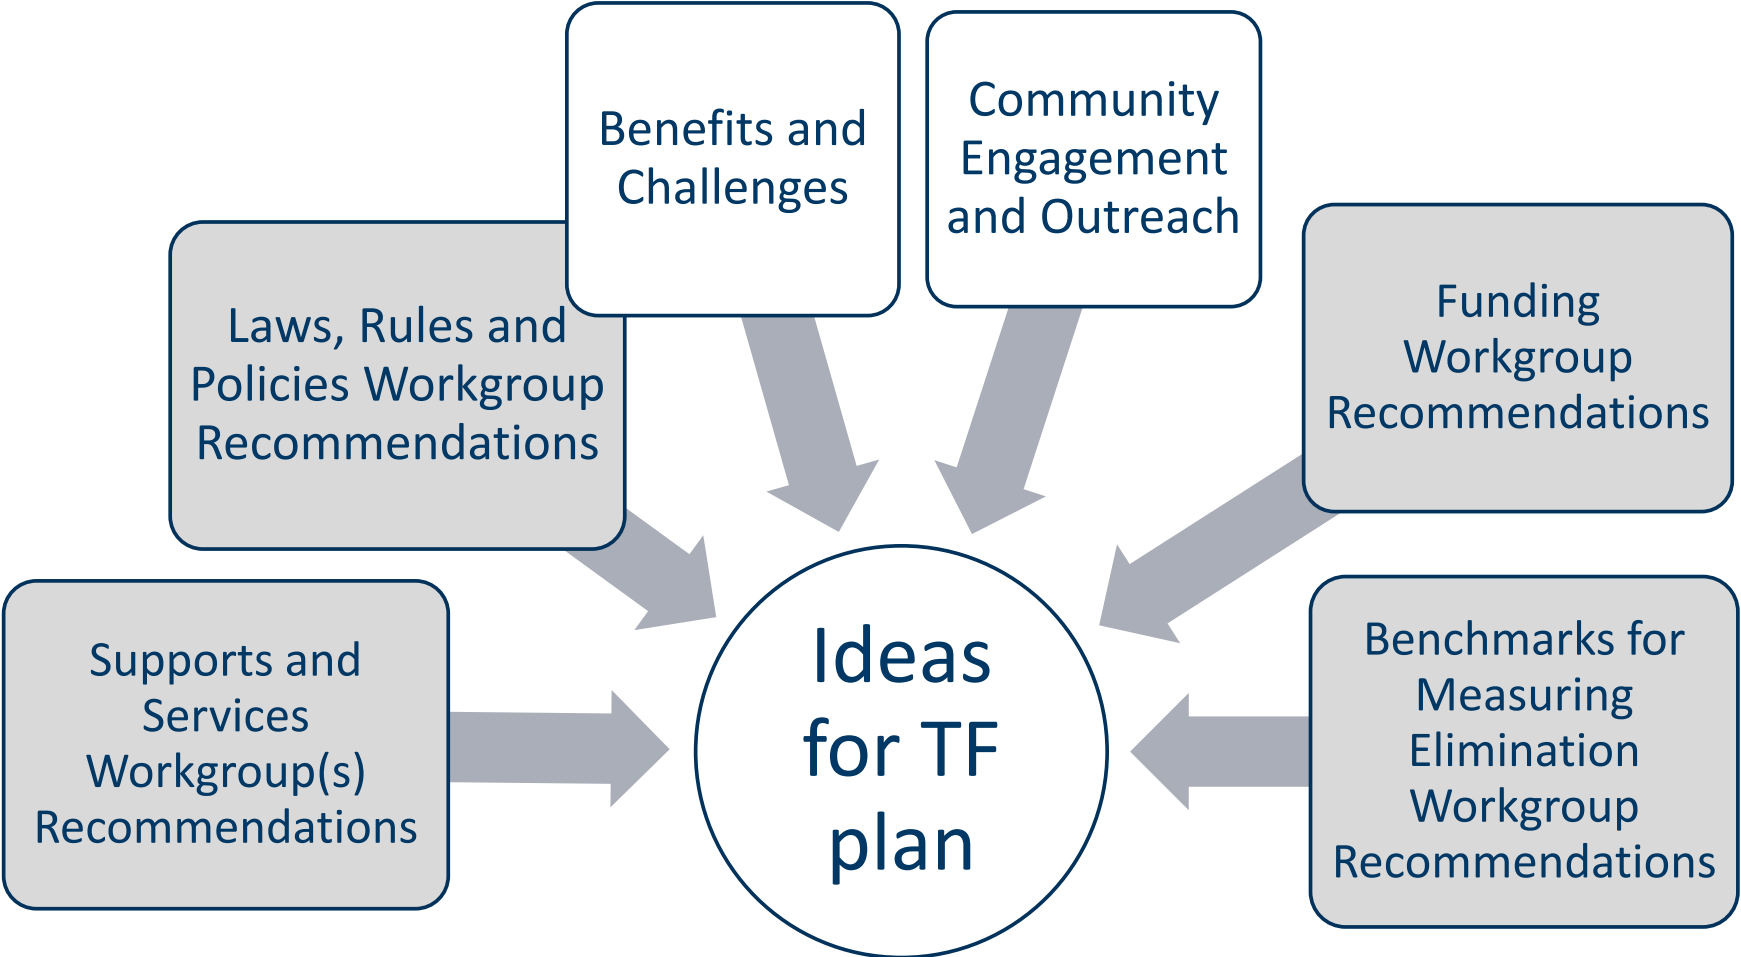 Benefits and
Challenges
Community
Engagement
and Outreach
Laws, Rules and
Policies Workgroup
Recommendations
Funding
Workgroup
Recommendations
Supports and
Services
Workgroup(s)
Recommendations
Ideas
for TF
plan
Benchmarks for
Measuring
Elimination
Workgroup
Recommendations